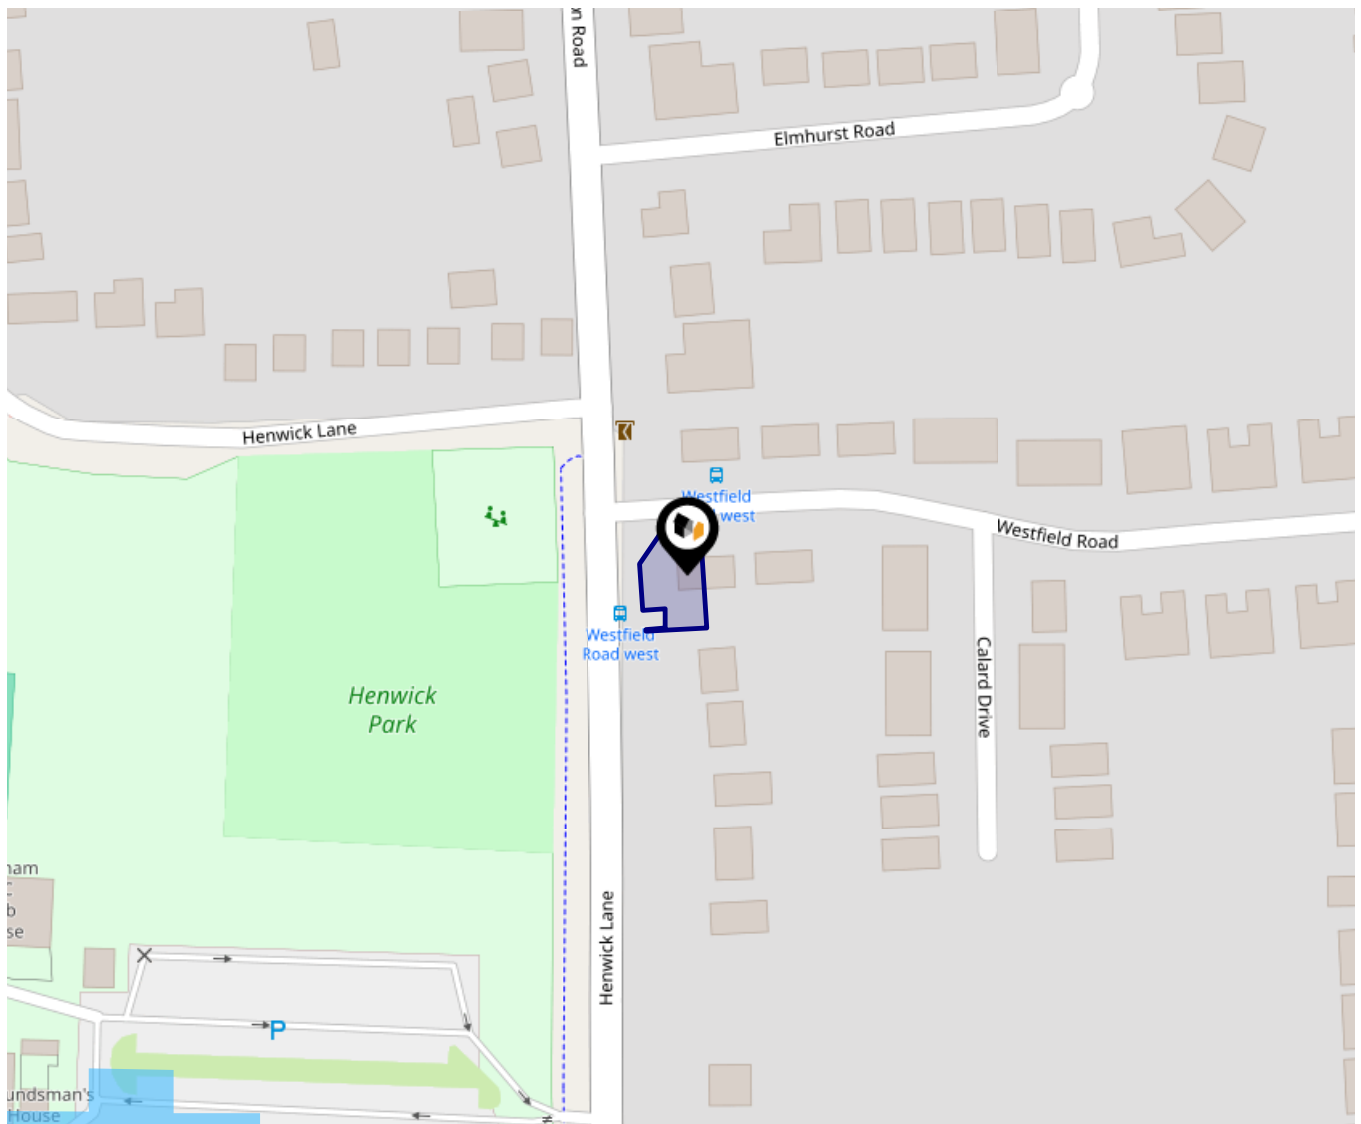 on Road
Elmhurst Road
Henwick Lane
Westfield
west
Westfield Road
Westfield
Road west
Calard Drive
Henwick
Park
ham
b
se
Henwick Lane
P
undsman's
House